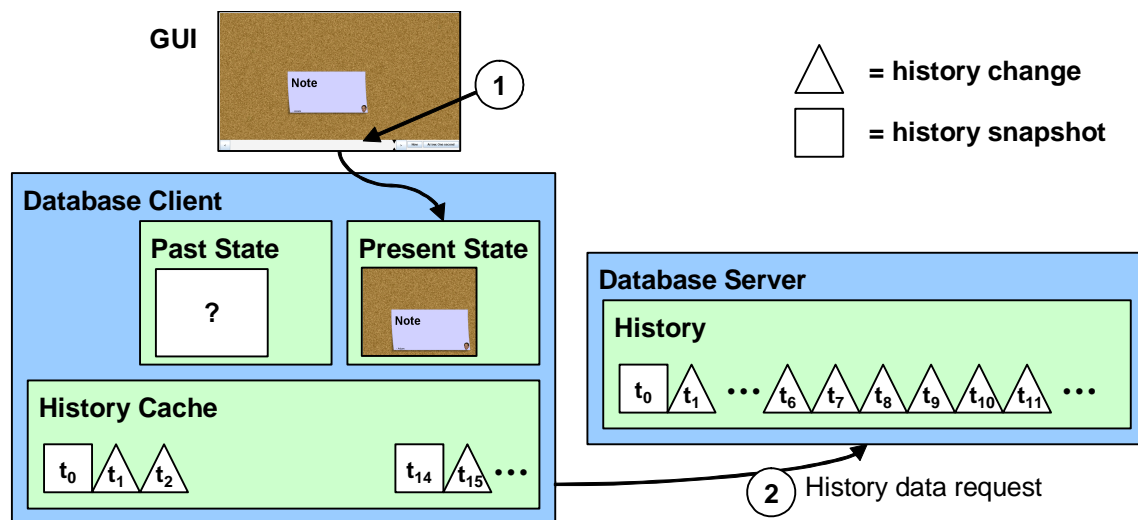 GUI
Note
1
= history change
= history snapshot
Database Client
Past State
Present State
?
Note
Database Server
History
t0 t1 ••• t6 t7 t8 t9 t10 t11 •••
History Cache
t0 t1 t2 t14 t15 •••
2 History data request